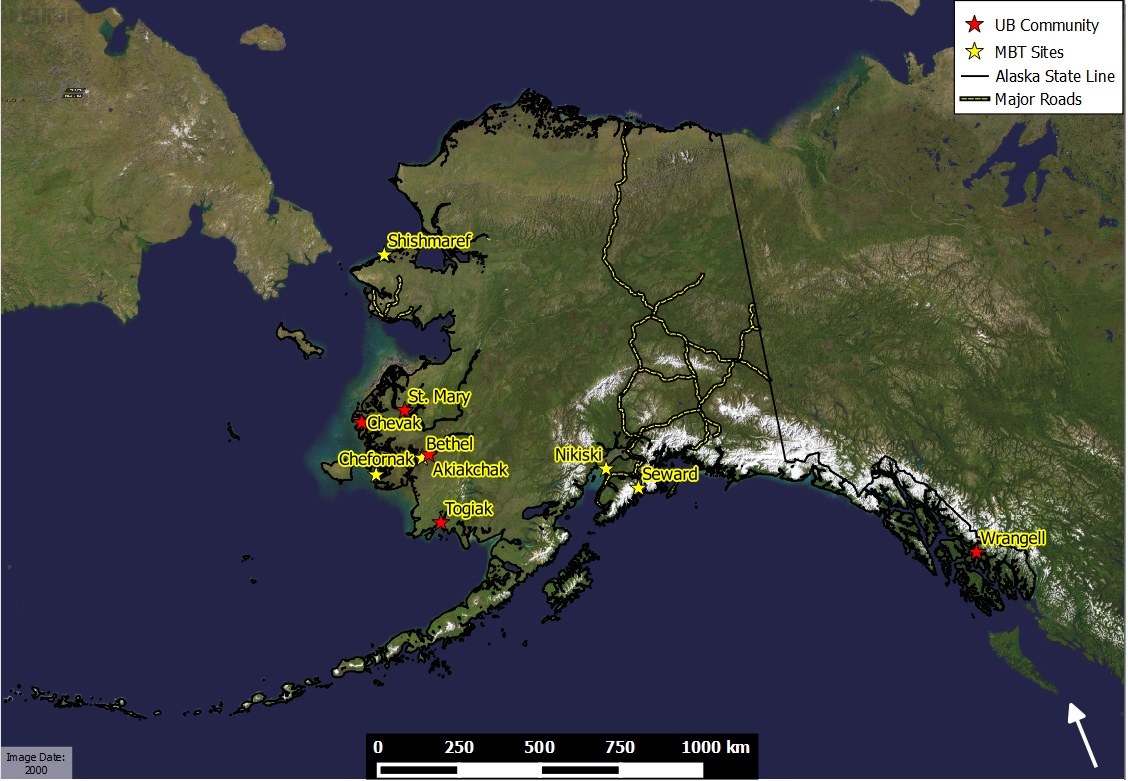 UB Community
MBT Sites
Alaska State Line
Major Roads
Shishmaref
St. Mary
Chevak
Bethel
Chefornak
Akiakchak
Nikiski
Seward
Togiak
Wrangell
0 250 500 750 1000 km
Image Date:
2000